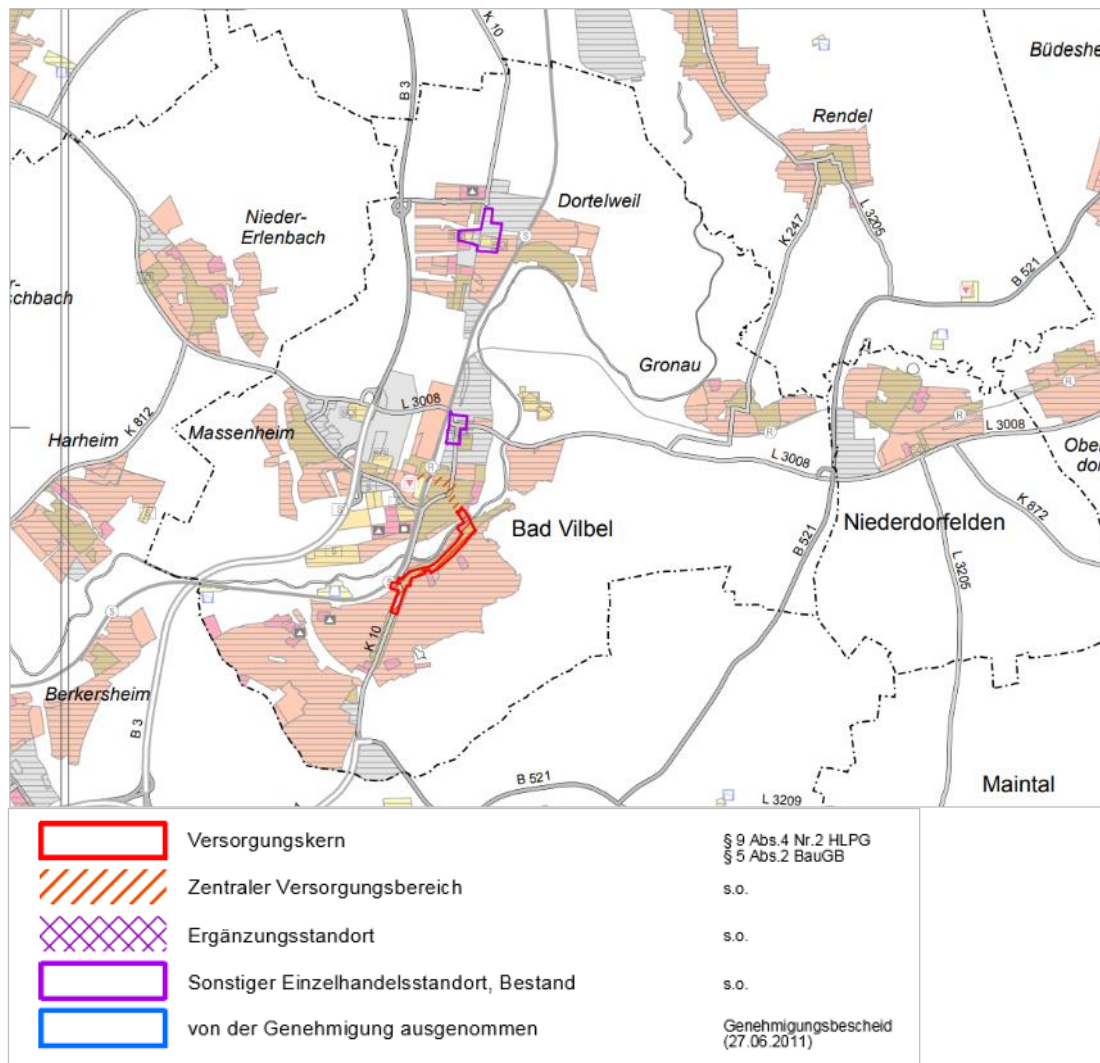 K 10
B 3
Büdeshe
Rendel
Nieder-
Erlenbach
Dortelweil
S
K 247
L 3205
B 521
r-
schbach
Gronau
L 3008
K 812
Massenheim
Harheim
R
R
R
R
L 3008
L 3008
Ober
dor
K 872
Bad Vilbel
Niederdorfelden
B 521
L 3205
S
S
K 10
Berkersheim
B 3
B 521
L 3209
Maintal
Versorgungskern
§ 9 Abs.4 Nr.2 HLPG
§ 5 Abs.2 BauGB
Zentraler Versorgungsbereich
s.o.
Ergänzungsstandort
s.o.
Sonstiger Einzelhandelsstandort, Bestand
s.o.
von der Genehmigung ausgenommen
Genehmigungsbescheid
(27.06.2011)